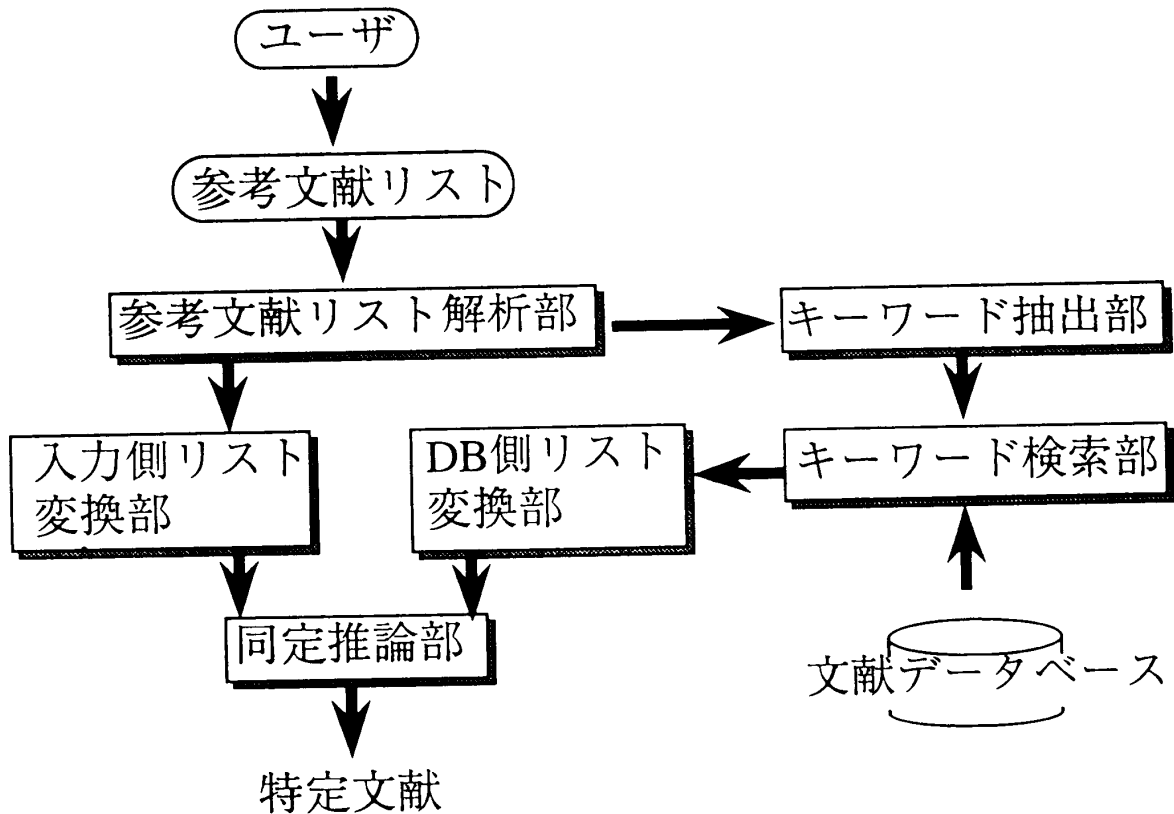 ユーザ
参考文献リスト
参考文献リスト解析部
キーワード抽出部
入力側リスト
変換部
DB側リスト
変換部
キーワード検索部
同定推論部
文献データベース
特定文献